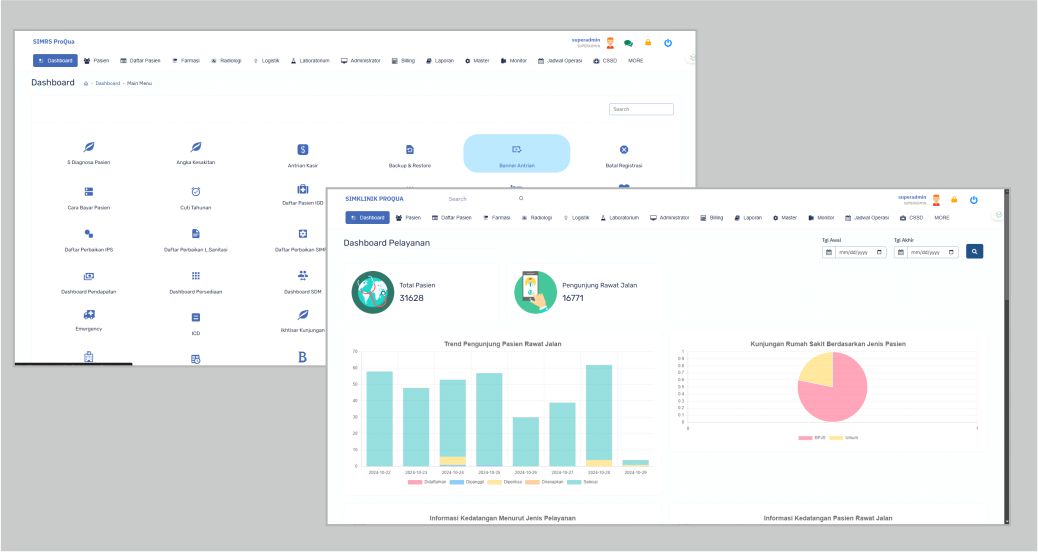 SIMRS ProQua
superadmin
SUPERADMIN
Dashboard Pasien Daftar Pasien Farmasi Radiologi Logistik Laboratorium Administrator Billing Laporan Master Monitor Jadwal Operasi CSSD MORE
Dashboard - Dashboard - Main Menu
Search
5 Diagnosa Pasien Angka Kesakitan Antrian Kasir Backup & Restore Banner Antrian Batal Registrasi
Cara Bayar Pasien Cuti Tahunan Daftar Pasien IGD
Daftar Perbaikan IPS Daftar Perbaikan I_Sanitasi Daftar Perbaikan SIMR
Dashboard Pendapatan Dashboard Persediaan Dashboard SDM
Emergency ICD Ikhtisar Kunjungan
SIMKLINIK PROQUA
Search
superadmin
SUPERADMIN
Dashboard Pasien Daftar Pasien Farmasi Radiologi Logistik Laboratorium Administrator Billing Laporan Master Monitor Jadwal Operasi CSSD MORE
Dashboard Pelayanan
Tgl Awal Tgl Akhir
mm/dd/yyyy mm/dd/yyyy
Total Pasien
31628
Pengunjung Rawat Jalan
16771
Trend Pengunjung Pasien Rawat Jalan
70
60
50
40
30
20
10
0
2024-10-22 2024-10-23 2024-10-24 2024-10-25 2024-10-26 2024-10-27 2024-10-28 2024-10-29
Didaftarkan Dipanggil Diperiksa Dirawatkan Selesai
Kunjungan Rumah Sakit Berdasarkan Jenis Pasien
1
0.9
0.8
0.7
0.6
0.5
0.4
0.3
0.2
0.1
0
0 1
BPJS Umum
Informasi Kedatangan Menurut Jenis Pelayanan
Informasi Kedatangan Pasien Rawat Jalan